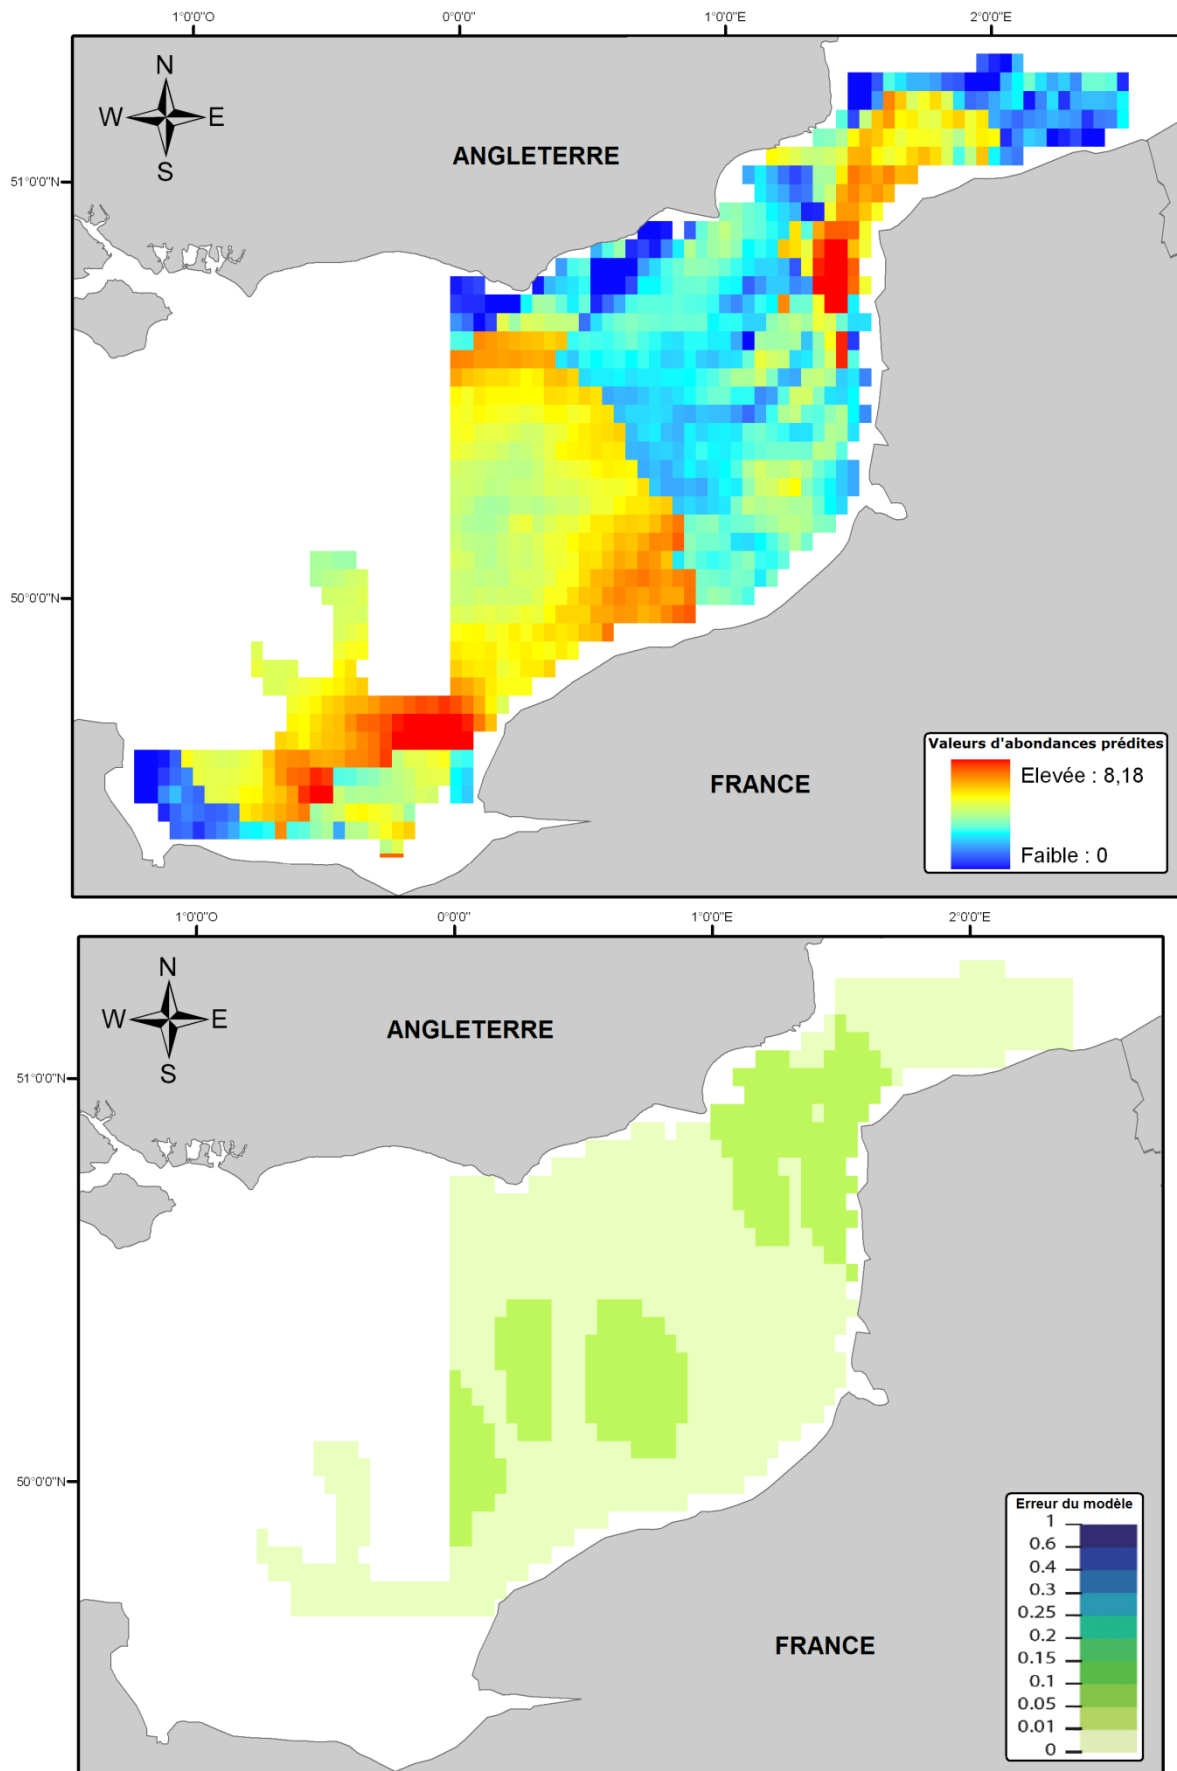 1°0'0"O 0°0'0" 1°0'0"E 2°0'0"E
N
W E
S
ANGLETERRE
51°0'0"N
50°0'0"N
FRANCE
Valeurs d'abondances prédites
Elevée : 8,18
Faible : 0
1°0'0"O 0°0'0" 1°0'0"E 2°0'0"E
N
W E
S
ANGLETERRE
51°0'0"N
50°0'0"N
FRANCE
Erreur du modèle
1
0.6
0.4
0.3
0.25
0.2
0.15
0.1
0.05
0.01
0